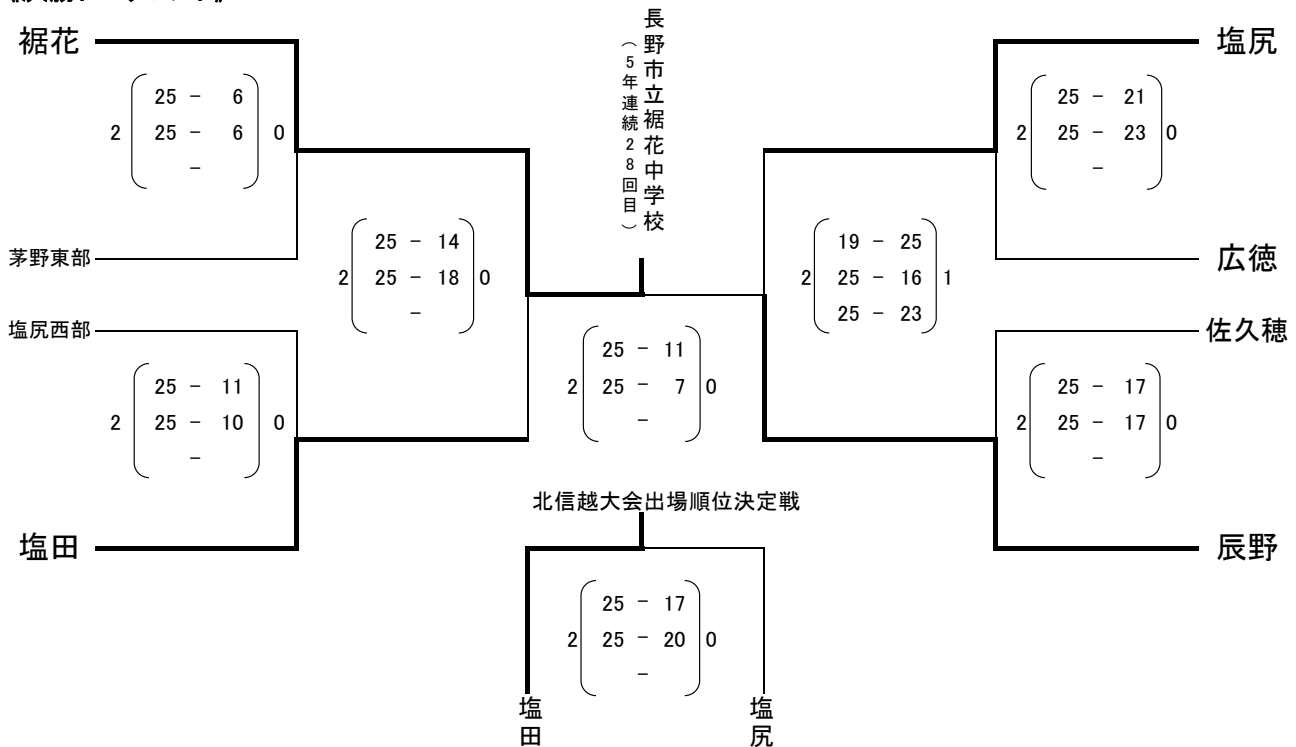 裾花
25 - 6
2 25 - 6 0
-
茅野東部
25 - 14
2 25 - 18 0
-
塩尻西部
25 - 11
2 25 - 10 0
-
塩田
長野市立裾花中学校
（5年連続28回目）
25 - 11
2 25 - 7 0
-
塩尻
25 - 21
2 25 - 23 0
-
広徳
19 - 25
2 25 - 16 1
25 - 23
佐久穂
25 - 17
2 25 - 17 0
-
辰野
北信越大会出場順位決定戦
25 - 17
2 25 - 20 0
-
塩田
塩尻